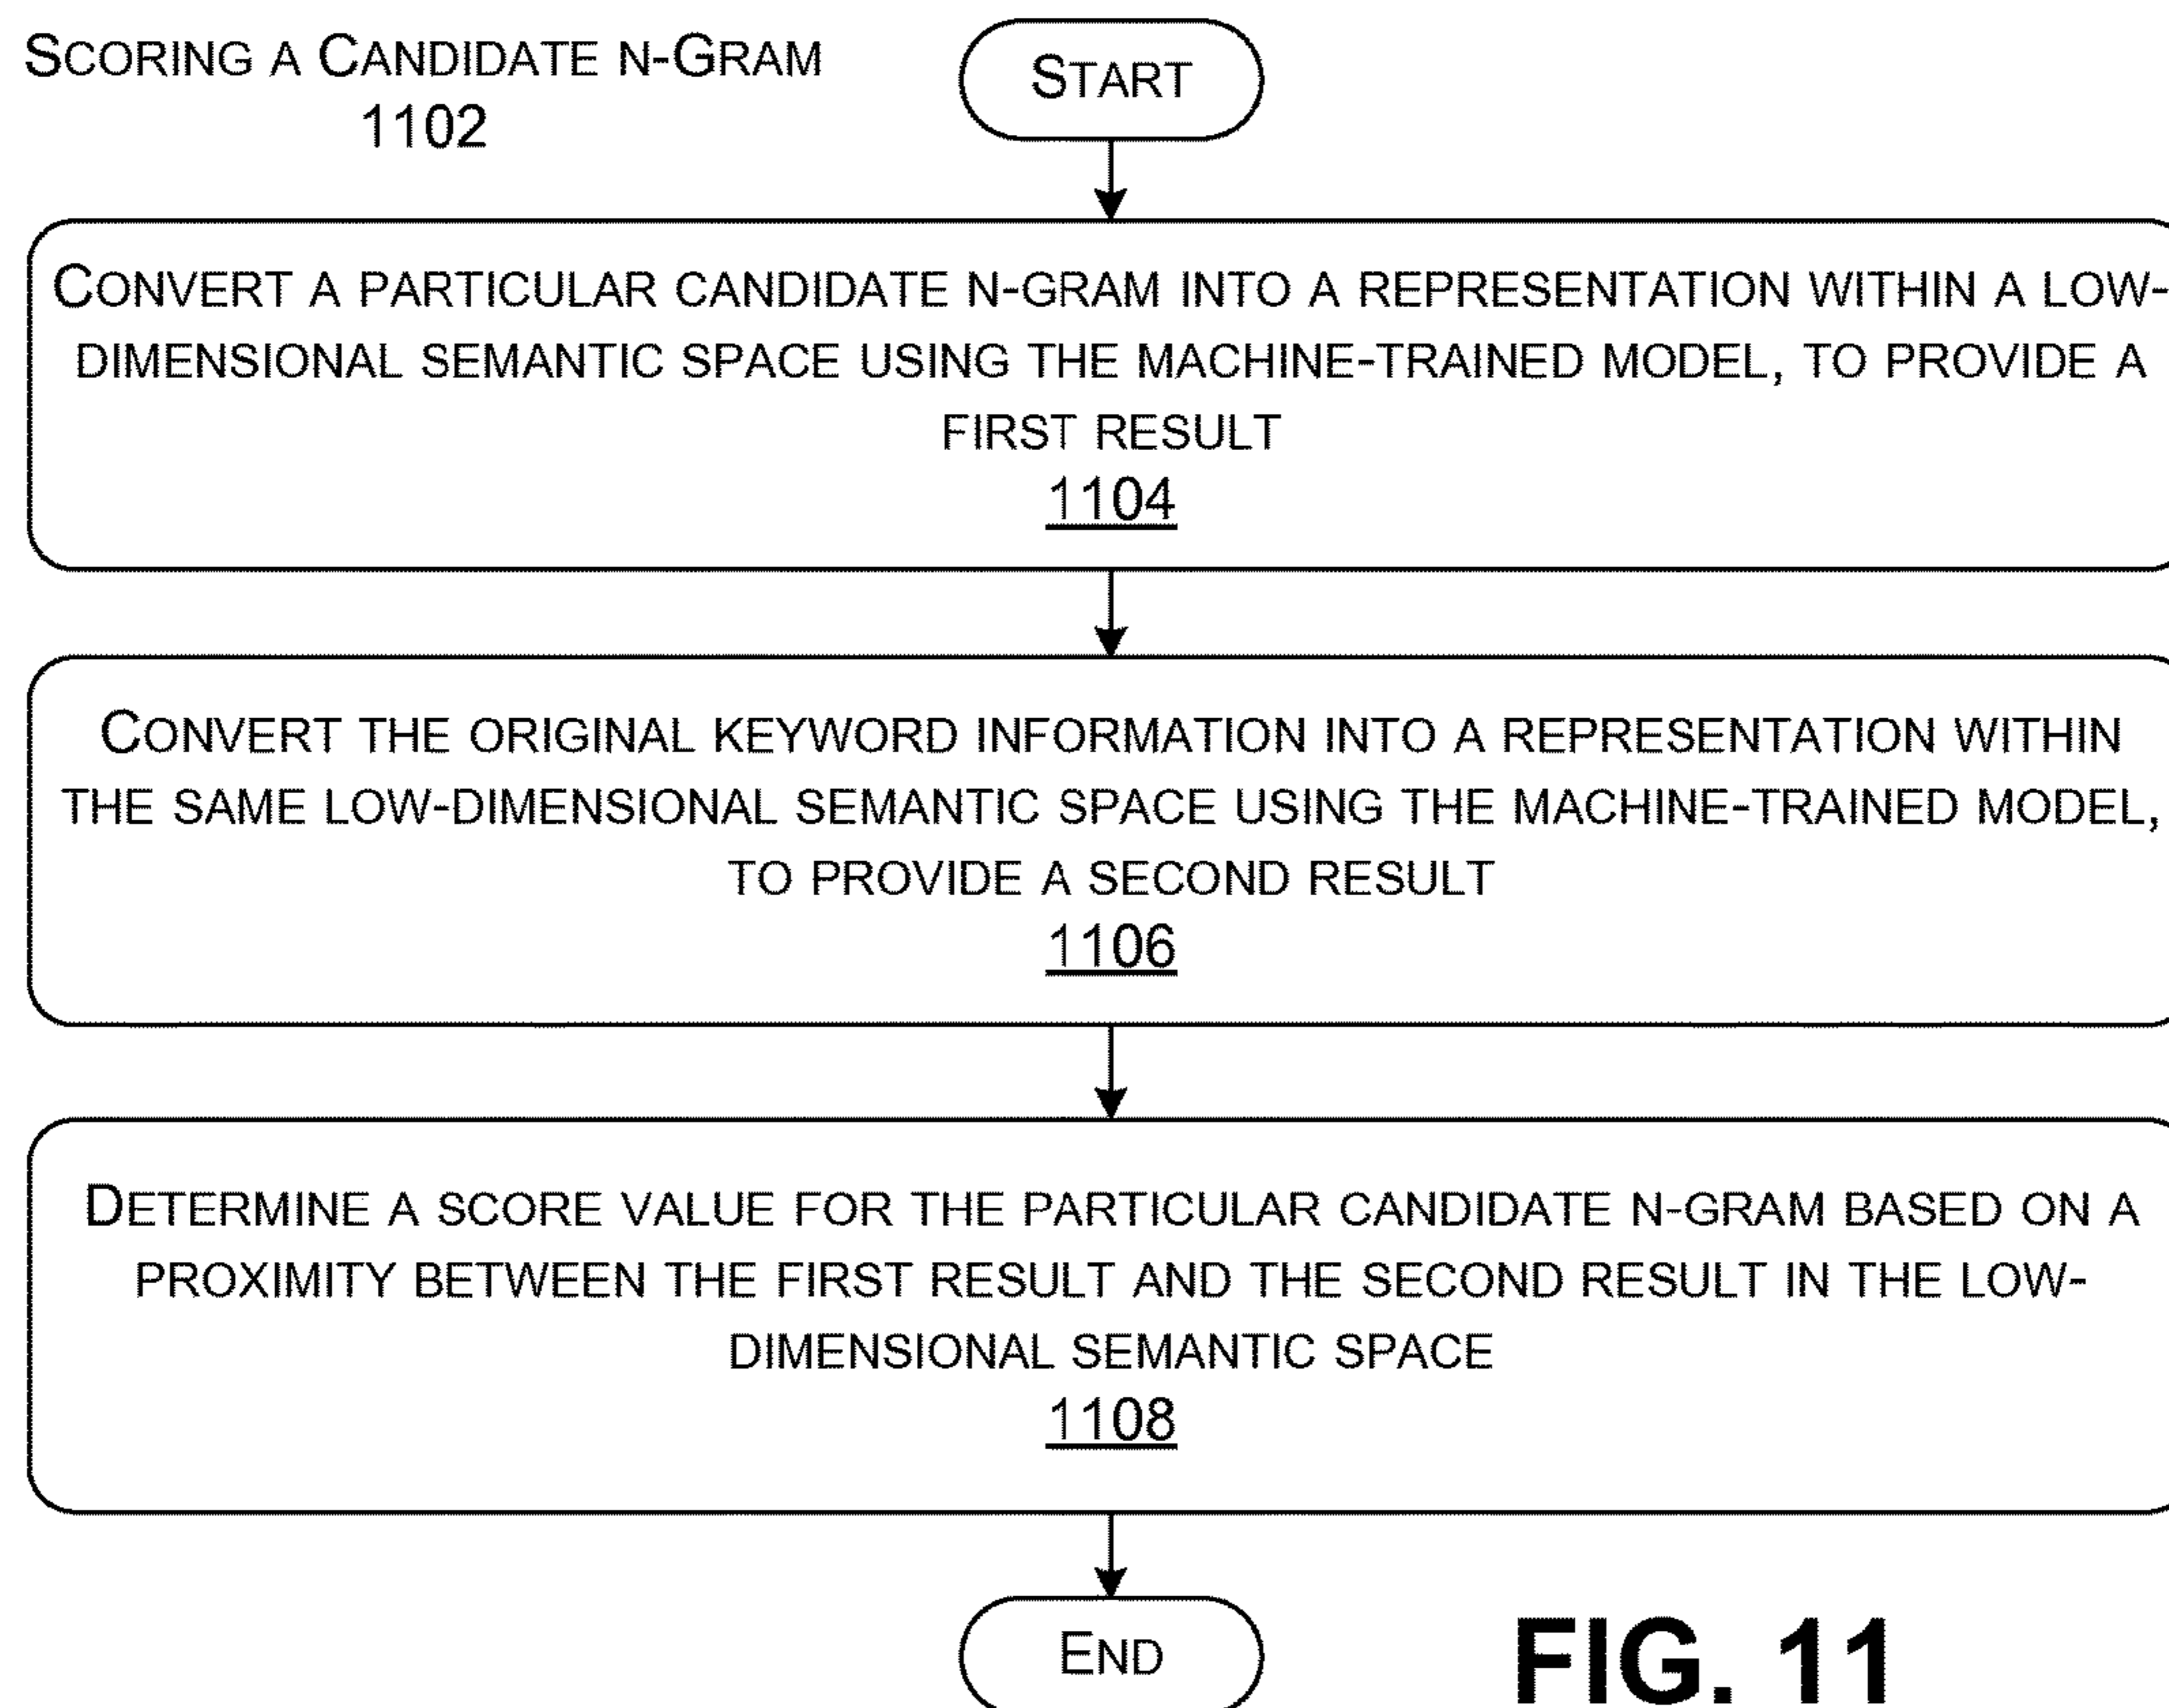 SCORING A CANDIDATE N-GRAM
1102
START
CONVERT A PARTICULAR CANDIDATE N-GRAM INTO A REPRESENTATION WITHIN A LOW-
DIMENSIONAL SEMANTIC SPACE USING THE MACHINE-TRAINED MODEL, TO PROVIDE A
FIRST RESULT
1104
CONVERT THE ORIGINAL KEYWORD INFORMATION INTO A REPRESENTATION WITHIN
THE SAME LOW-DIMENSIONAL SEMANTIC SPACE USING THE MACHINE-TRAINED MODEL,
TO PROVIDE A SECOND RESULT
1106
DETERMINE A SCORE VALUE FOR THE PARTICULAR CANDIDATE N-GRAM BASED ON A
PROXIMITY BETWEEN THE FIRST RESULT AND THE SECOND RESULT IN THE LOW-
DIMENSIONAL SEMANTIC SPACE
1108
END
FIG. 11